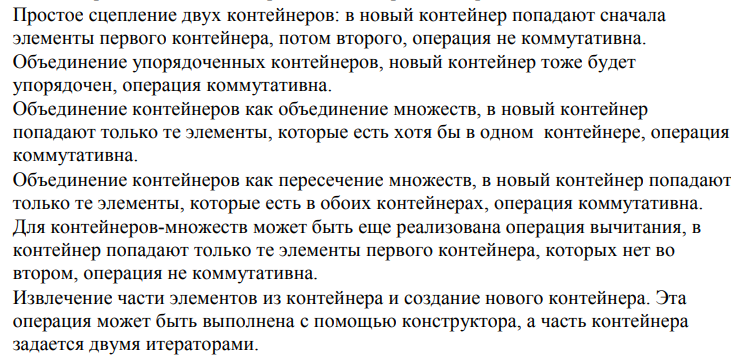 Простое сцепление двух контейнеров: в новый контейнер попадают сначала
элементы первого контейнера, потом второго, операция не коммутативна.
Объединение упорядоченных контейнеров, новый контейнер тоже будет
упорядочен, операция коммутативна.
Объединение контейнеров как объединение множеств, в новый контейнер
попадают только те элементы, которые есть хотя бы в одном  контейнере, операция
коммутативна.
Объединение контейнеров как пересечение множеств, в новый контейнер попадают
только те элементы, которые есть в обоих контейнерах, операция коммутативна.
Для контейнеров-множеств может быть еще реализована операция вычитания, в
контейнер попадают только те элементы первого контейнера, которых нет во
втором, операция не коммутативна.
Извлечение части элементов из контейнера и создание нового контейнера. Эта
операция может быть выполнена с помощью конструктора, а часть контейнера
задается двумя итераторами.